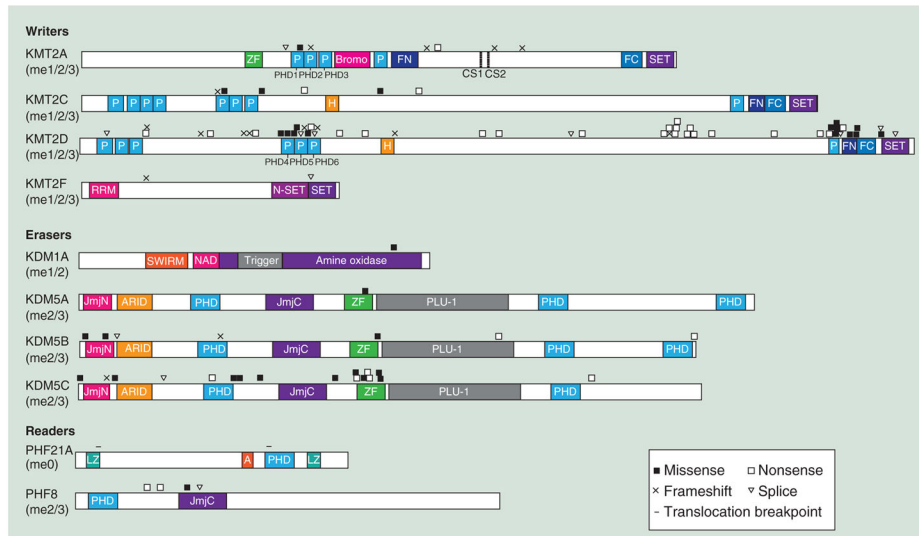 Writers
KMT2A
(me1/2/3)
ZF P P P Bromo P FN FC SET
PHD1 PHD2 PHD3
CS1 CS2
KMT2C
(me1/2/3)
P P P P P P P H P FN FC SET
KMT2D
(me1/2/3)
P P P P P P H P FN FC SET
PHD4 PHD5 PHD6
KMT2F
(me1/2/3)
RRM N-SET SET
Erasers
KDM1A
(me1/2)
SWIRM NAD Trigger Amine oxidase
KDM5A
(me2/3)
JmjN ARID PHD JmjC ZF PLU-1 PHD PHD
KDM5B
(me2/3)
JmjN ARID PHD JmjC ZF PLU-1 PHD PHD
KDM5C
(me2/3)
JmjN ARID PHD JmjC ZF PLU-1 PHD
Readers
PHF21A
(me0)
LZ A PHD LZ
PHF8
(me2/3)
PHD JmjC
Missense Nonsense
Frameshift Splice
Translocation breakpoint